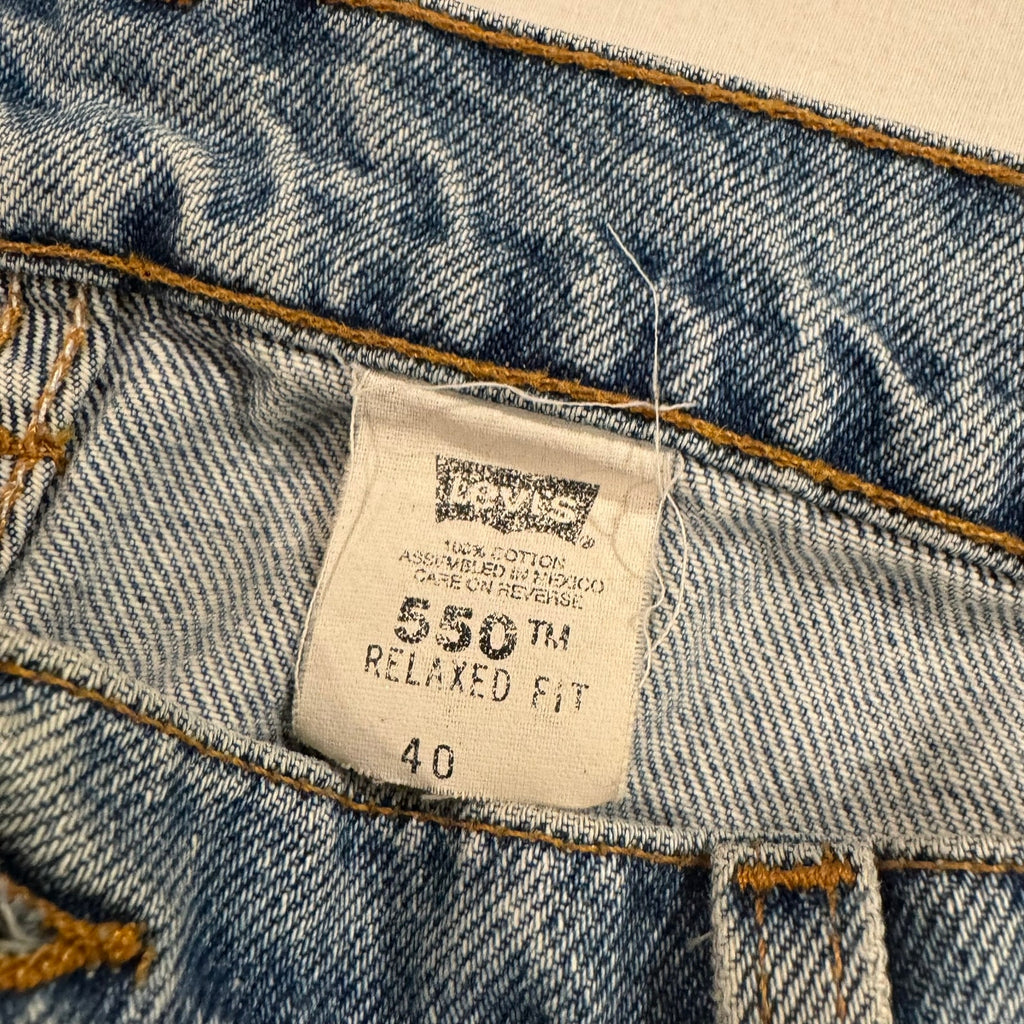 Levi's®
100% COTTON
ASSEMBLED IN MEXICO
CARE ON REVERSE
550™
RELAXED FIT
40